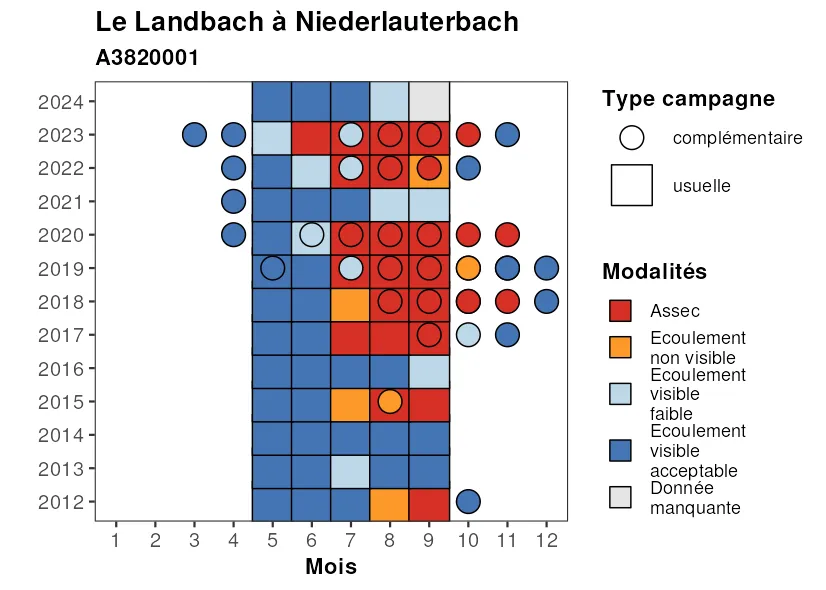 Le Landbach à Niederlauterbach
A3820001
2024
2023
2022
2021
2020
2019
2018
2017
2016
2015
2014
2013
2012
1 2 3 4 5 6 7 8 9 10 11 12
Mois
Type campagne
complémentaire
usuelle
Modalités
Assec
Ecoulement
non visible
Ecoulement
visible
faible
Ecoulement
visible
acceptable
Donnée
manquante